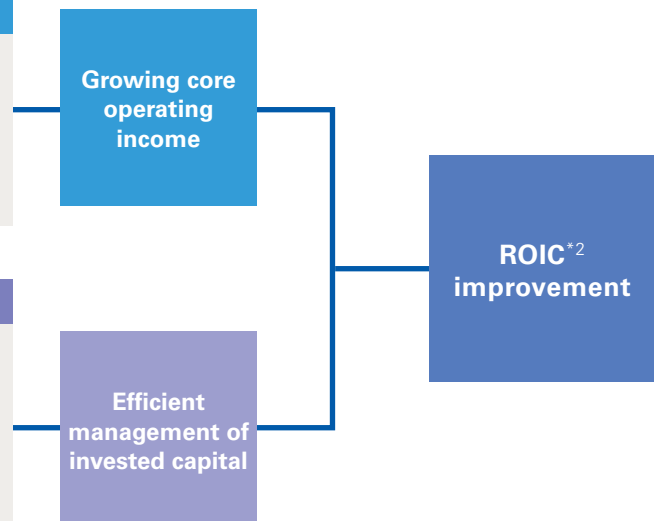 Growing core
operating
income
ROIC*2
improvement
Efficient
management of
invested capital